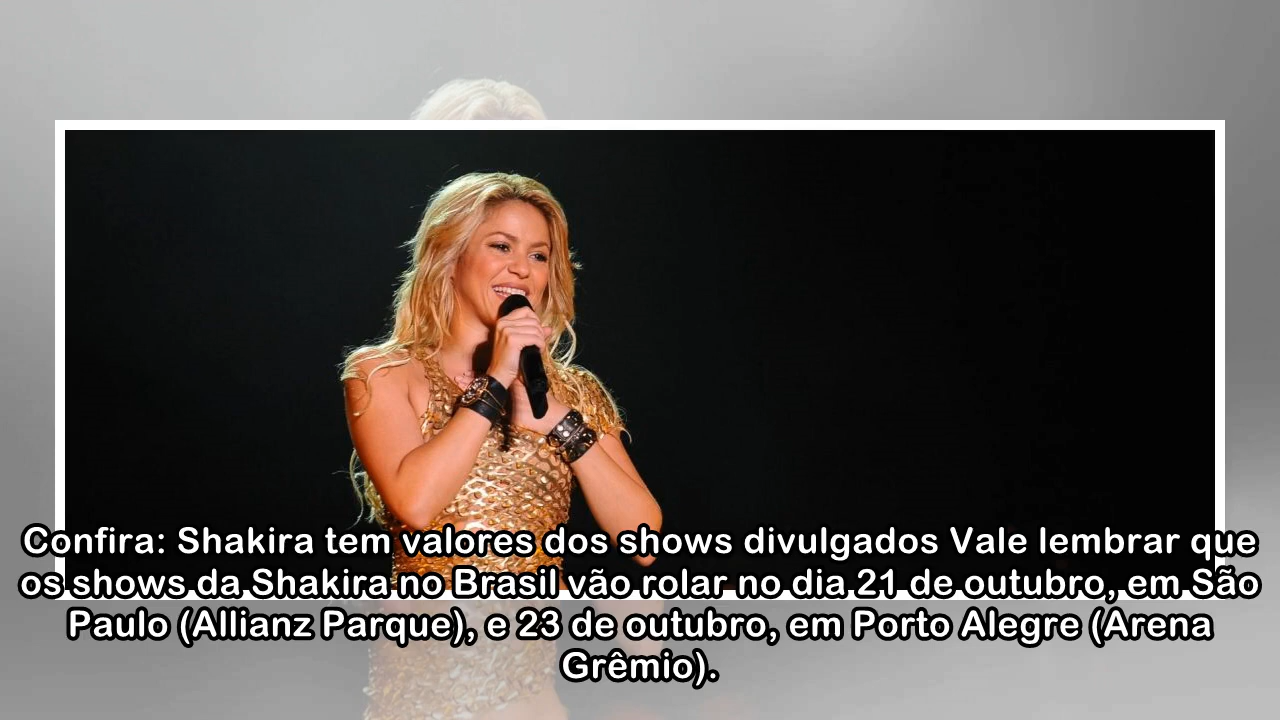 Confira: Shakira tem valores dos shows divulgados Vale lembrar que
os shows da Shakira no Brasil vão rolar no dia 21 de outubro, em São
Paulo (Allianz Parque), e 23 de outubro, em Porto Alegre (Arena
Grêmio).